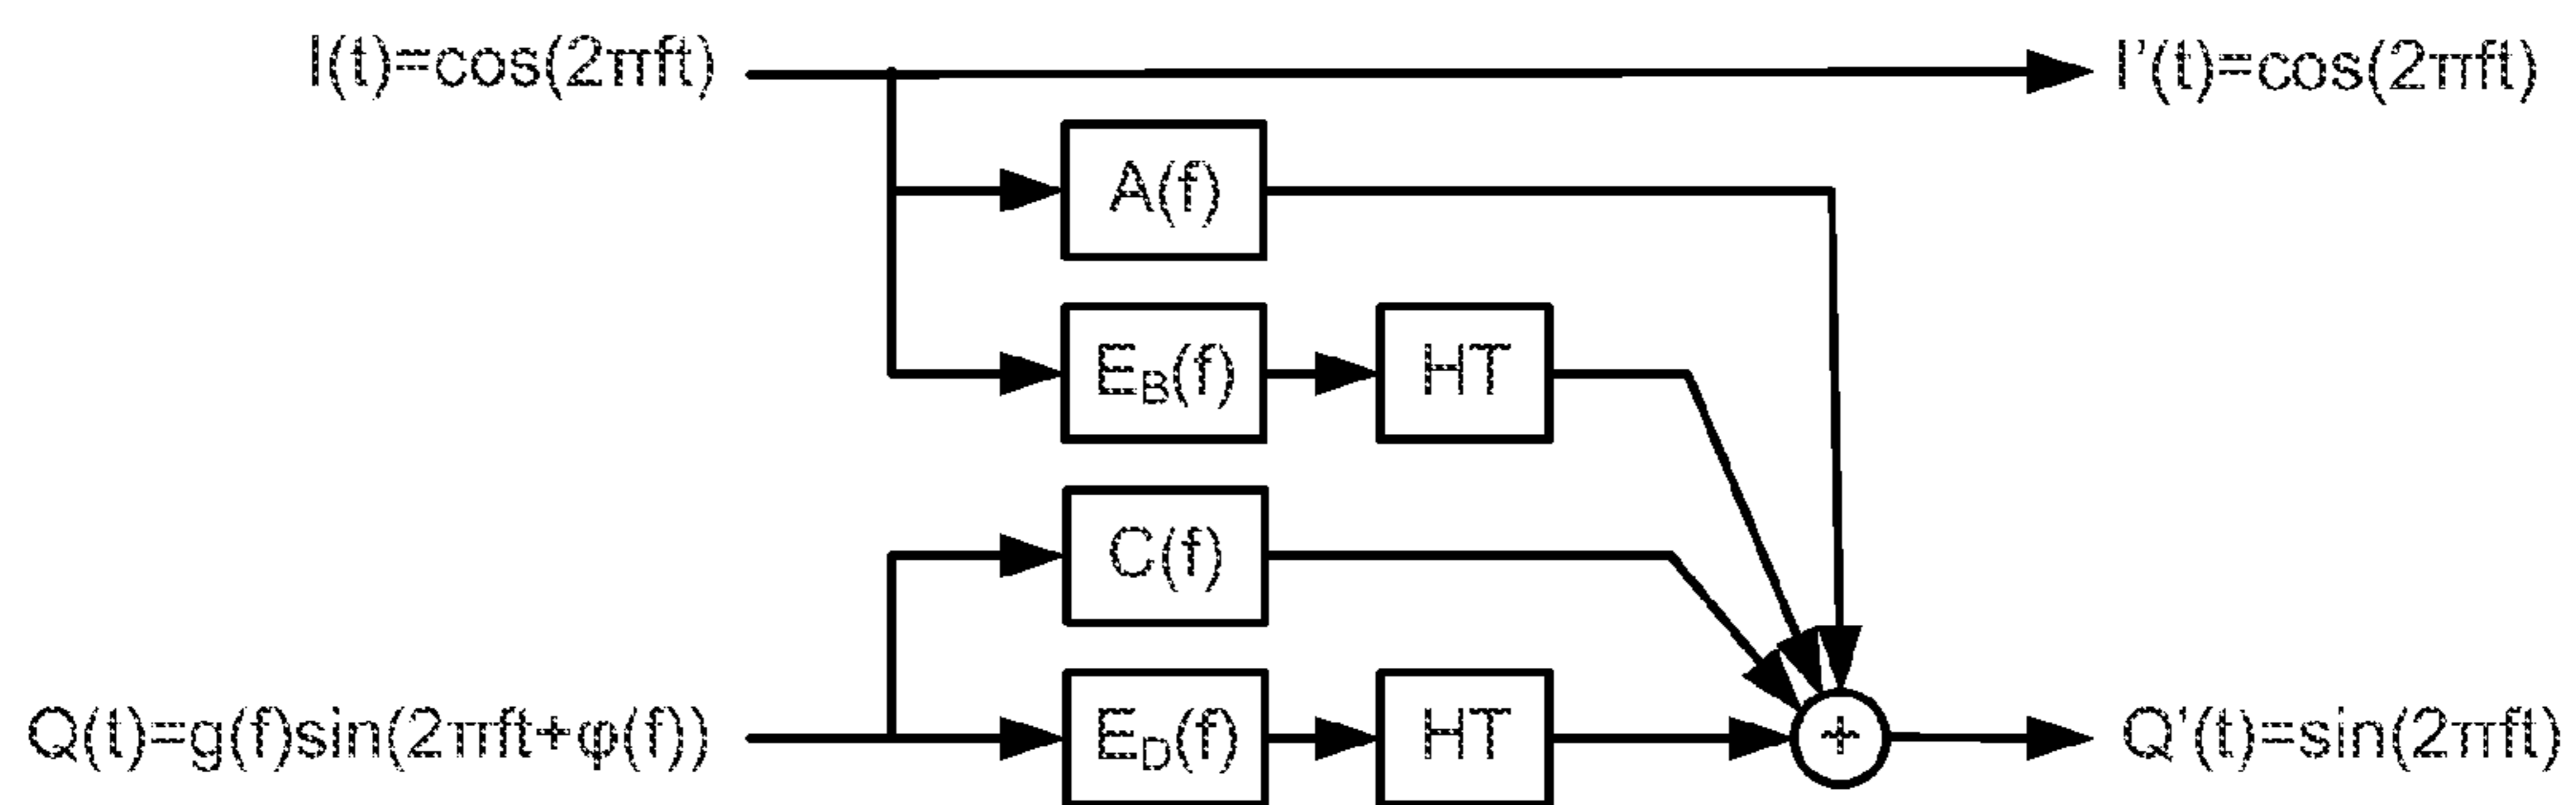 I(t)=cos(2πft)
I'(t)=cos(2πft)
A(f)
E_B(f)
HT
C(f)
Q(t)=g(f)sin(2πft+φ(f))
E_D(f)
HT
+
Q'(t)=sin(2πft)